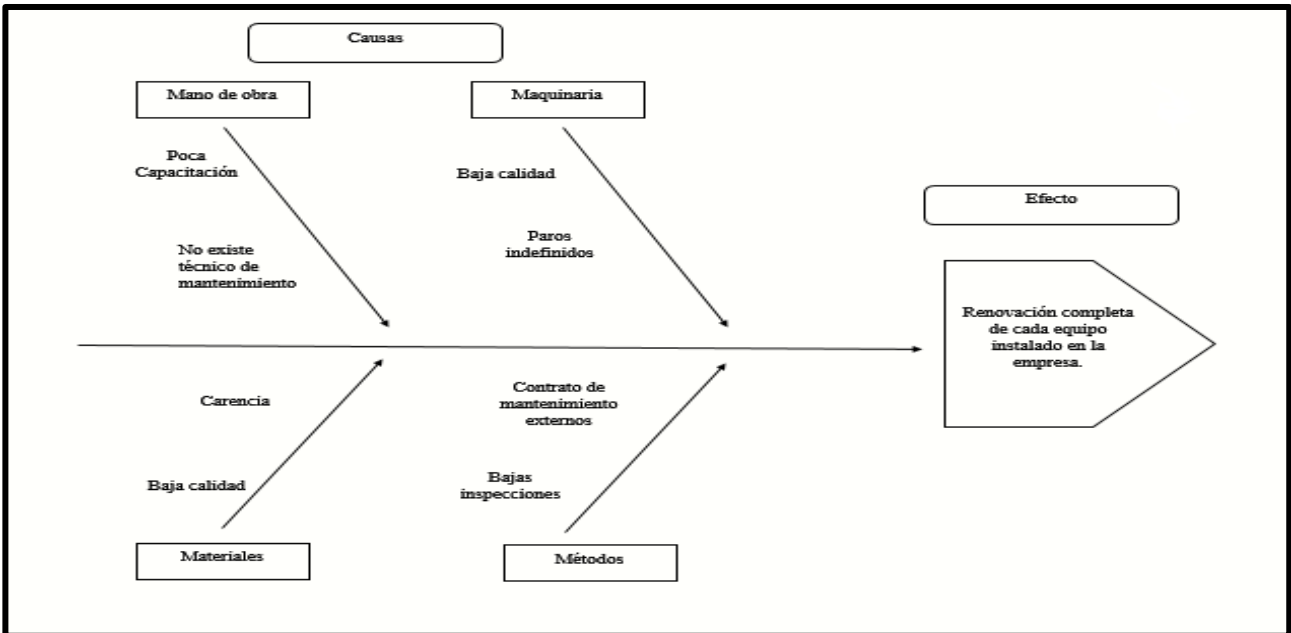 Causas
Mano de obra
Maquinaria
Poca
Capacitación
Baja calidad
No existe
técnico de
mantenimiento
Paros
indefinidos
Efecto
Renovación completa
de cada equipo
instalado en la
empresa.
Carencia
Baja calidad
Contrato de
mantenimiento
externos
Bajas
inspecciones
Materiales
Métodos